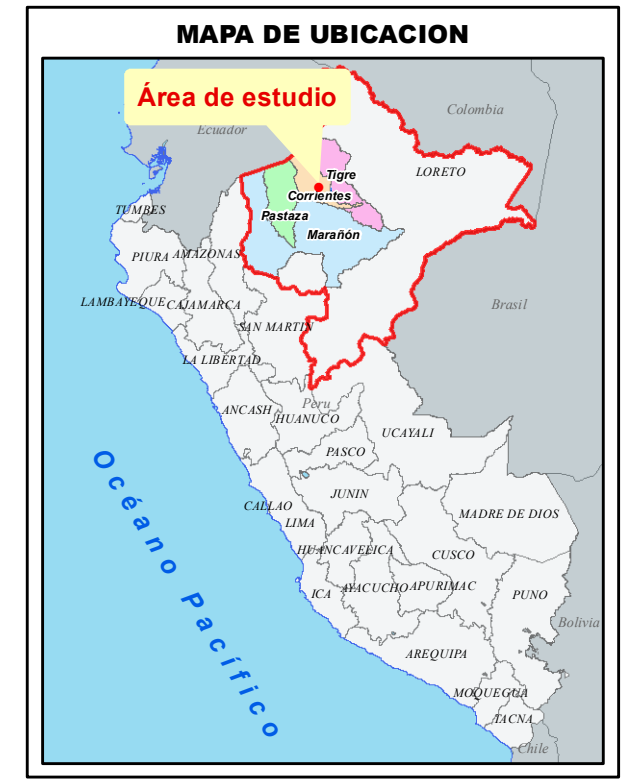 MAPA DE UBICACION
Área de estudio
Colombia
Ecuador
LORETO
Tigre
Corrientes
Pastaza
Marañón
TUMBES
PIURA
AMAZONAS
LAMBAYEQUE
CAJAMARCA
Brasil
SAN MARTIN
LA LIBERTAD
Peru
ANCASH
HUANUCO
UCAYALI
PASCO
Océano Pacífico
JUNIN
CALLAO
LIMA
MADRE DE DIOS
HUANCAVELICA
CUSCO
ICA
AYACUCHO
APURIMAC
PUNO
Bolivia
AREQUIPA
MOQUEGUA
TACNA
Chile